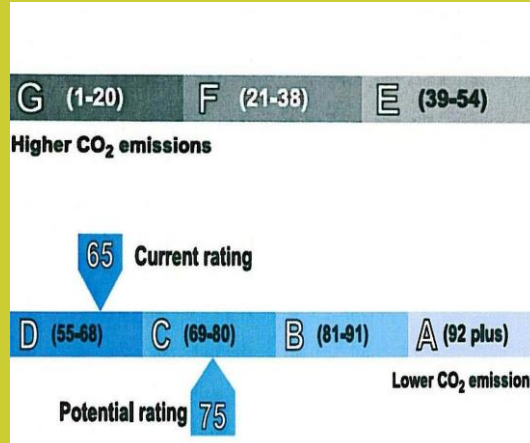 G (1-20) F (21-38) E (39-54)
Higher CO₂ emissions
65 Current rating
D (55-68) C (69-80) B (81-91) A (92 plus)
Lower CO₂ emission
Potential rating 75